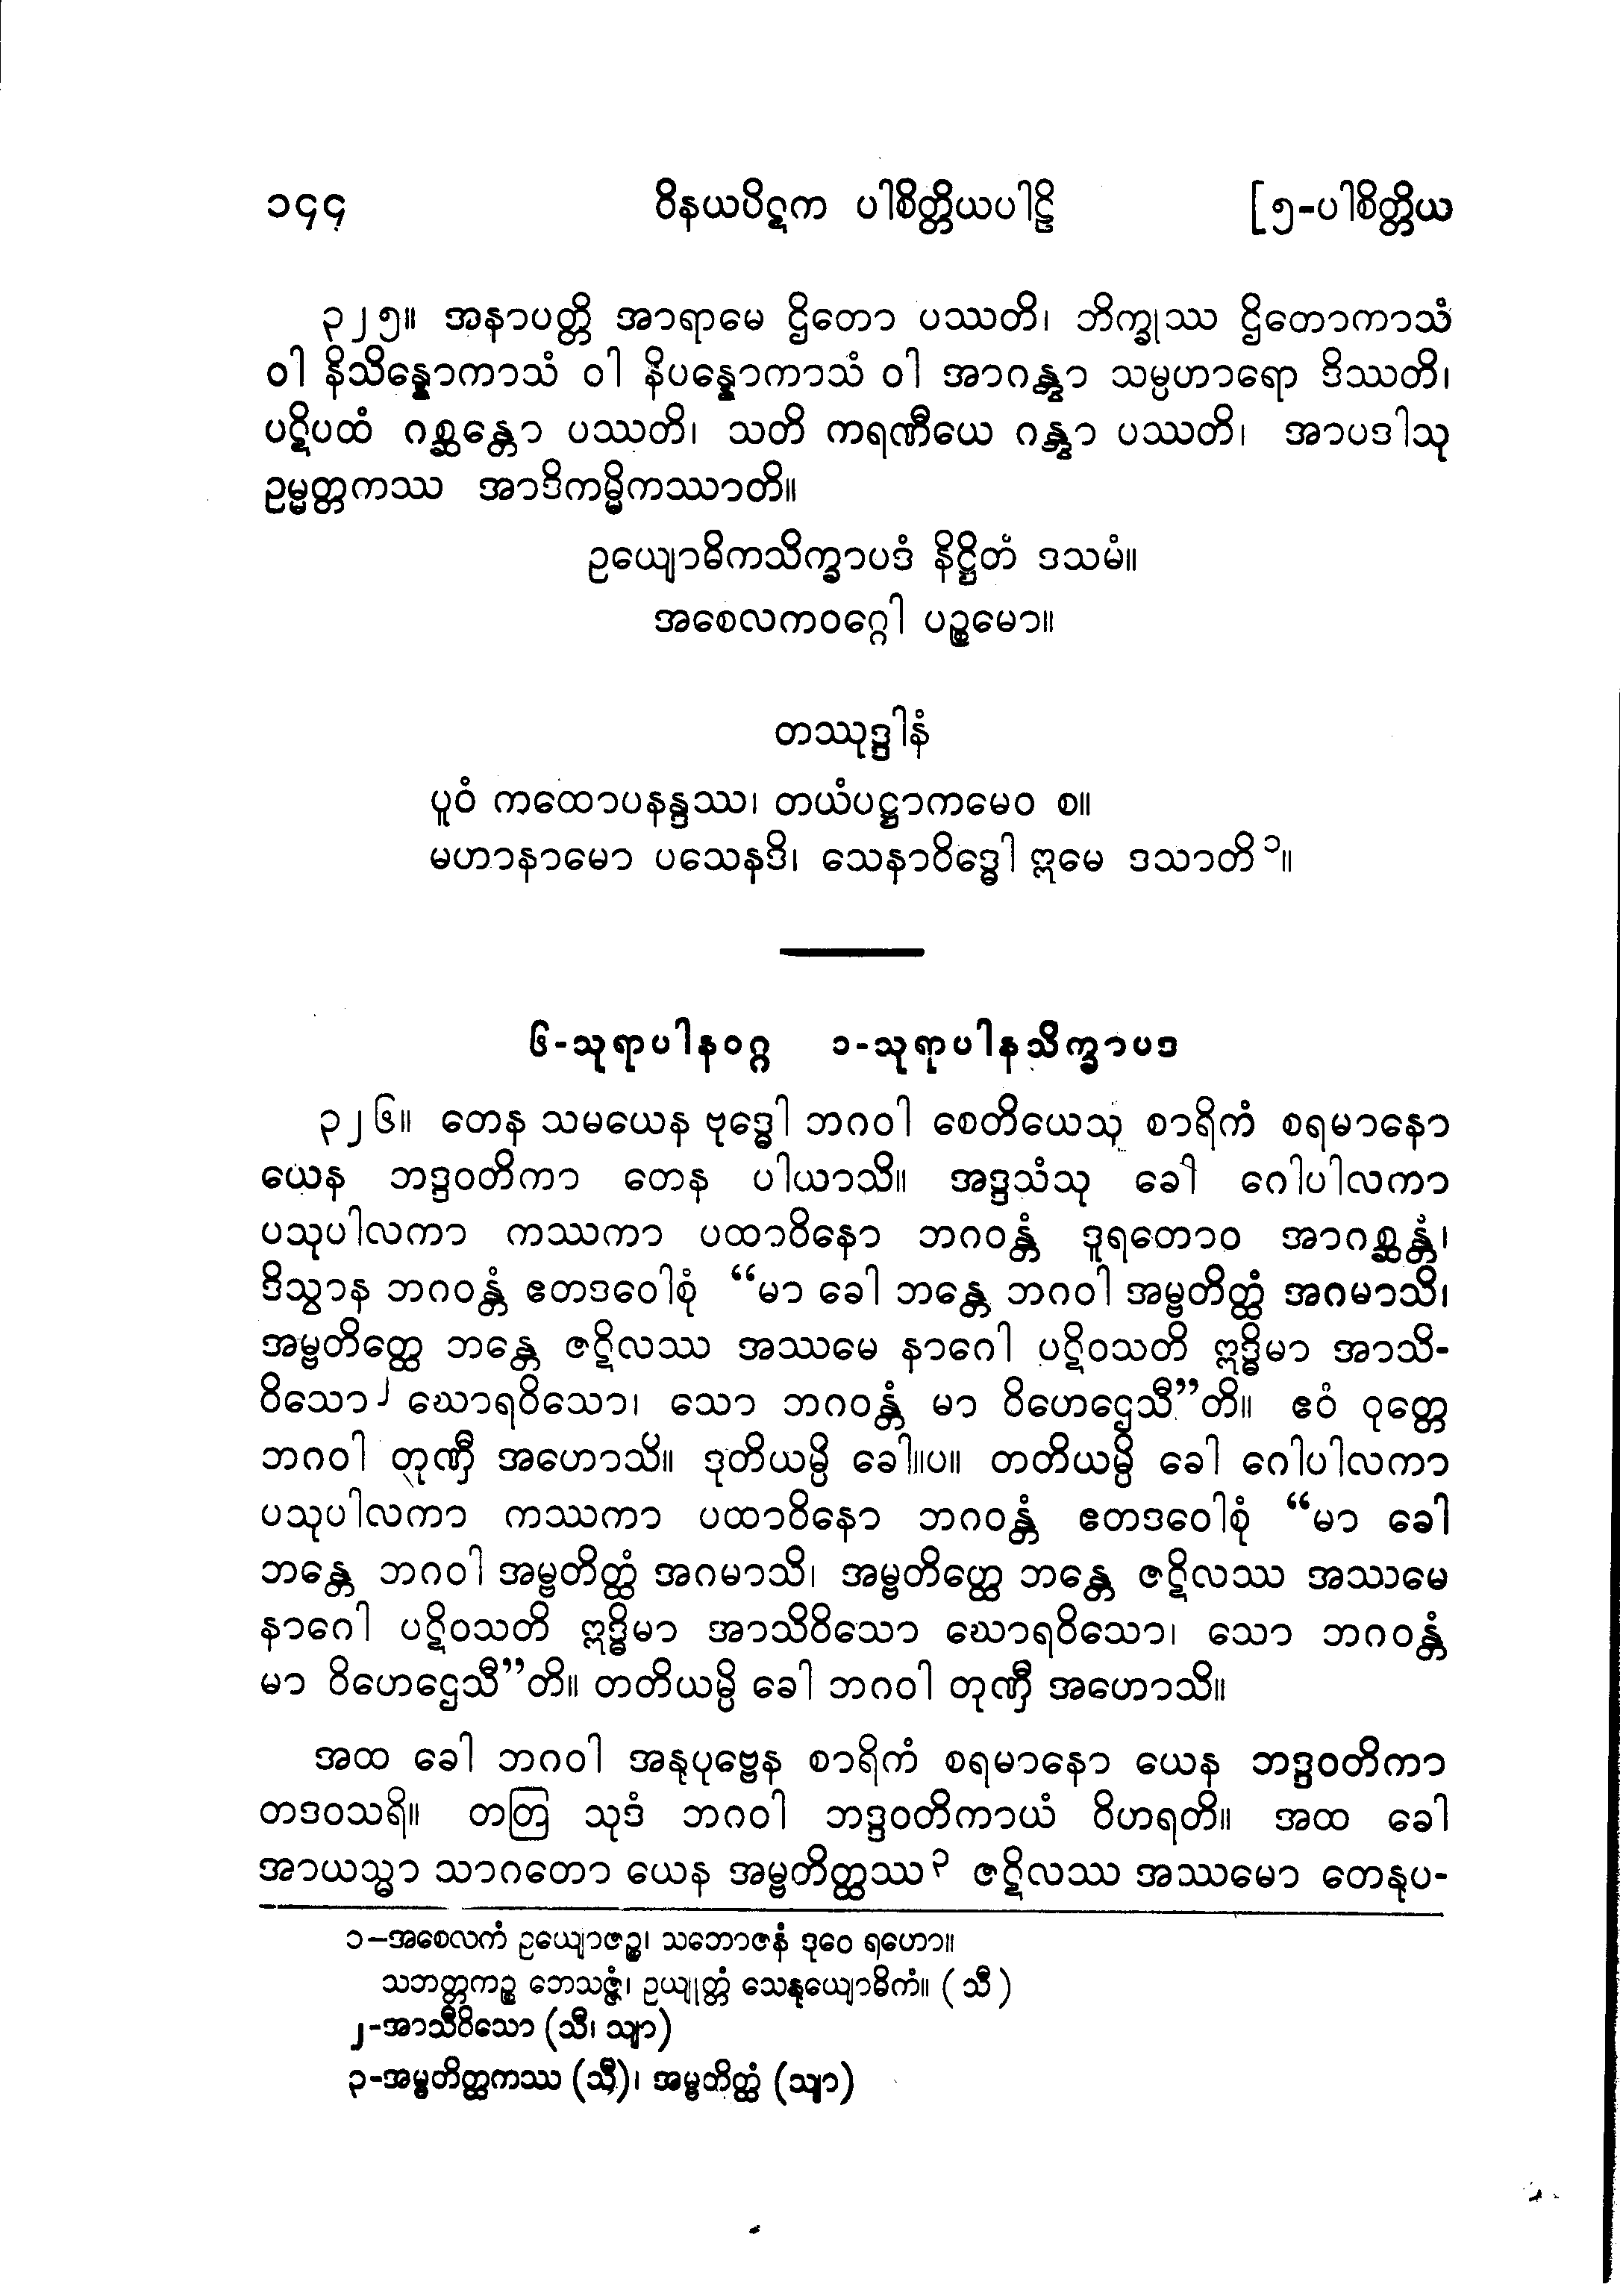 ၁၄၄ ဝိနယပိဋက ပါစိတ္တိယပါဠိ [၅-ပါစိတ္တိယ
၃၂၅။ အနာပတ္တိ အာရာမေ ဌိတော ပဿတိ၊ ဘိက္ခုဿ ဌိတောကာသံ
ဝါ နိသိန္နောကာသံ ဝါ နိပန္နောကာသံ ဝါ အာဂန္တွာ သမ္ပဟာရော ဒိဿတိ၊
ပဋိပထံ ဂစ္ဆန္တော ပဿတိ၊ သတိ ကရဏီယေ ဂန္တွာ ပဿတိ၊ အာပဒါသု
ဥမ္မတ္တကဿ အာဒိကမ္မိကဿာတိ။
ဥယျောဓိကသိက္ခာပဒံ နိဋ္ဌိတံ ဒသမံ။
အစေလကဝဂ္ဂေါ ပဉ္စမော။
တဿုဒ္ဒါနံ
ပူဝံ ကထောပနန္ဒဿ၊ တယံပဋ္ဌာကမေဝ စ။
မဟာနာမော ပသေနဒိ၊ သေနာဝိဒ္ဓေါ ဣမေ ဒသာတိ၁။
၆-သုရာပါနဝဂ္ဂ ၁-သုရာပါနသိက္ခာပဒ
၃၂၆။ တေန သမယေန ဗုဒ္ဓေါ ဘဂဝါ စေတိယေသု စာရိကံ စရမာနော
ယေန ဘဒ္ဒဝတိကာ တေန ပါယာသိ။ အဒ္ဒသံသု ခေါ ဂေါပါလကာ
ပသုပါလကာ ကဿကာ ပထာဝိနော ဘဂဝန္တံ ဒူရတောဝ အာဂစ္ဆန္တံ၊
ဒိသွာန ဘဂဝန္တံ ဧတဒဝေါစုံ “မာ ခေါ ဘန္တေ ဘဂဝါ အမ္ဗတိတ္ထံ အဂမာသိ၊
အမ္ဗတိတ္ထေ ဘန္တေ ဇဋိလဿ အဿမေ နာဂေါ ပဋိဝသတိ ဣဒ္ဓိမာ အာသိ-
ဝိသော၂ ဃောရဝိသော၊ သော ဘဂဝန္တံ မာ ဝိဟေဌေသီ”တိ။ ဧဝံ ဝုတ္တေ
ဘဂဝါ တုဏှီ အဟောသိ။ ဒုတိယမ္ပိ ခေါ။ပ။ တတိယမ္ပိ ခေါ ဂေါပါလကာ
ပသုပါလကာ ကဿကာ ပထာဝိနော ဘဂဝန္တံ ဧတဒဝေါစုံ “မာ ခေါ
ဘန္တေ ဘဂဝါ အမ္ဗတိတ္ထံ အဂမာသိ၊ အမ္ဗတိတ္ထေ ဘန္တေ ဇဋိလဿ အဿမေ
နာဂေါ ပဋိဝသတိ ဣဒ္ဓိမာ အာသိဝိသော ဃောရဝိသော၊ သော ဘဂဝန္တံ
မာ ဝိဟေဌေသီ”တိ။ တတိယမ္ပိ ခေါ ဘဂဝါ တုဏှီ အဟောသိ။
အထ ခေါ ဘဂဝါ အနုပုဗ္ဗေန စာရိကံ စရမာနော ယေန ဘဒ္ဒဝတိကာ
တဒဝသရိ။ တတြ သုဒံ ဘဂဝါ ဘဒ္ဒဝတိကာယံ ဝိဟရတိ။ အထ ခေါ
အာယသ္မာ သာဂတော ယေန အမ္ဗတိတ္ထဿ၃ ဇဋိလဿ အဿမော တေနုပ-
၁-အစေလကံ ဥယျောဇဉ္စ၊ သဘောဇနံ ဒုဝေ ရဟော။
သဘတ္တကဉ္စ ဘေသဇ္ဇံ၊ ဥယျုတ္တံ သေနုယျောဓိကံ။ (သီ)
၂-အာသီဝိသော (သီ၊ သျာ)
၃-အမ္ဗတိတ္ထကဿ (သီ)၊ အမ္ဗတိတ္ထံ (သျာ)